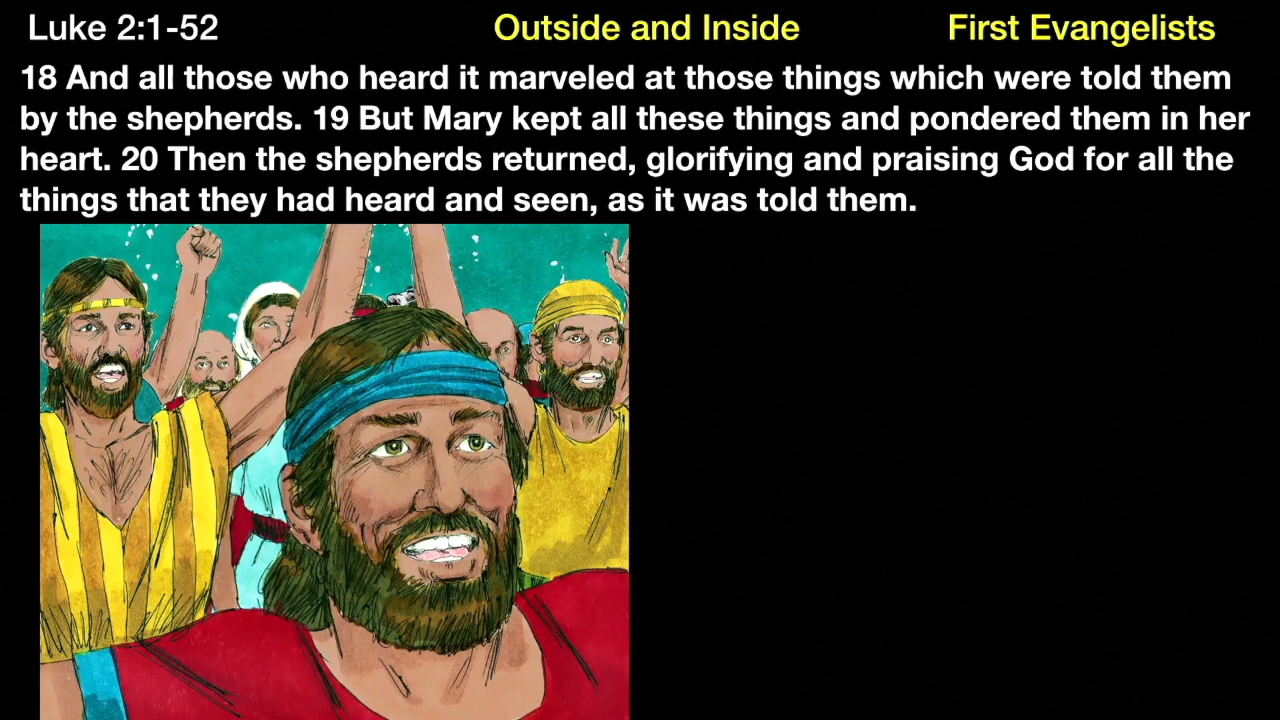 Luke 2:1-52 Outside and Inside First Evangelists
18 And all those who heard it marveled at those things which were told them
by the shepherds. 19 But Mary kept all these things and pondered them in her
heart. 20 Then the shepherds returned, glorifying and praising God for all the
things that they had heard and seen, as it was told them.